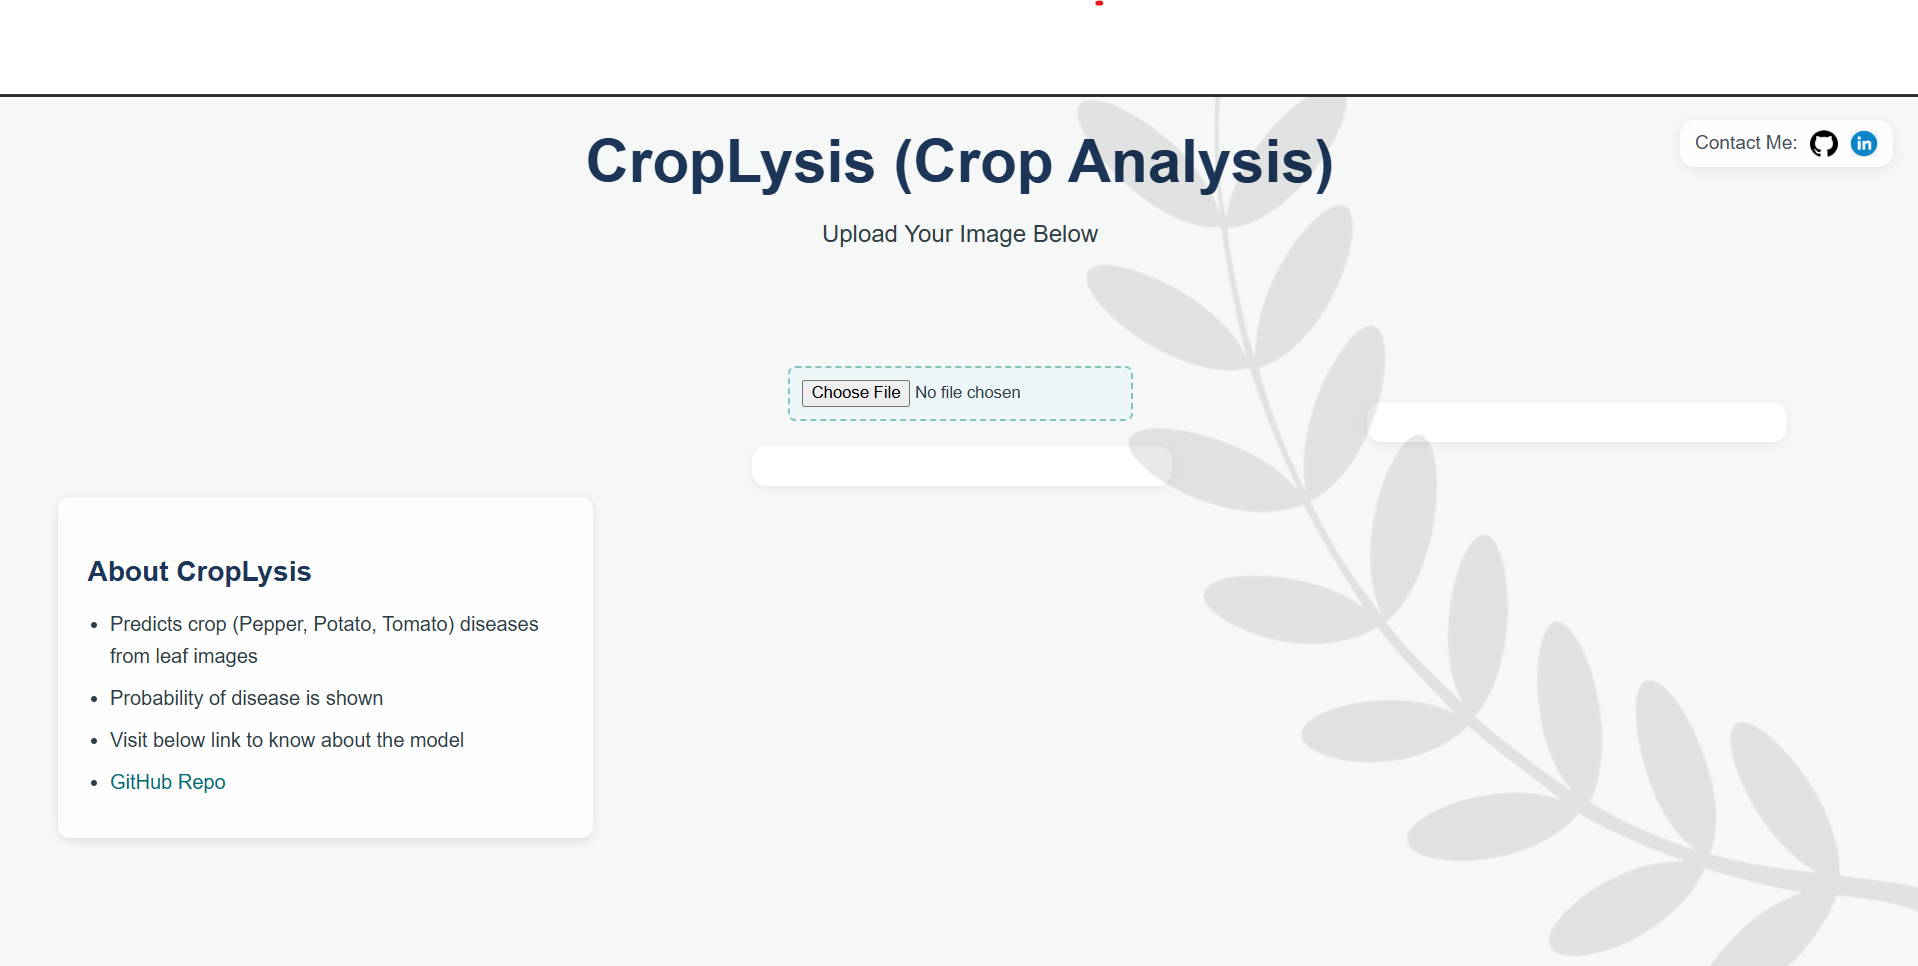 CropLysis (Crop Analysis)
Contact Me:
in
Upload Your Image Below
Choose File No file chosen
About CropLysis
• Predicts crop (Pepper, Potato, Tomato) diseases
from leaf images
• Probability of disease is shown
• Visit below link to know about the model
• GitHub Repo